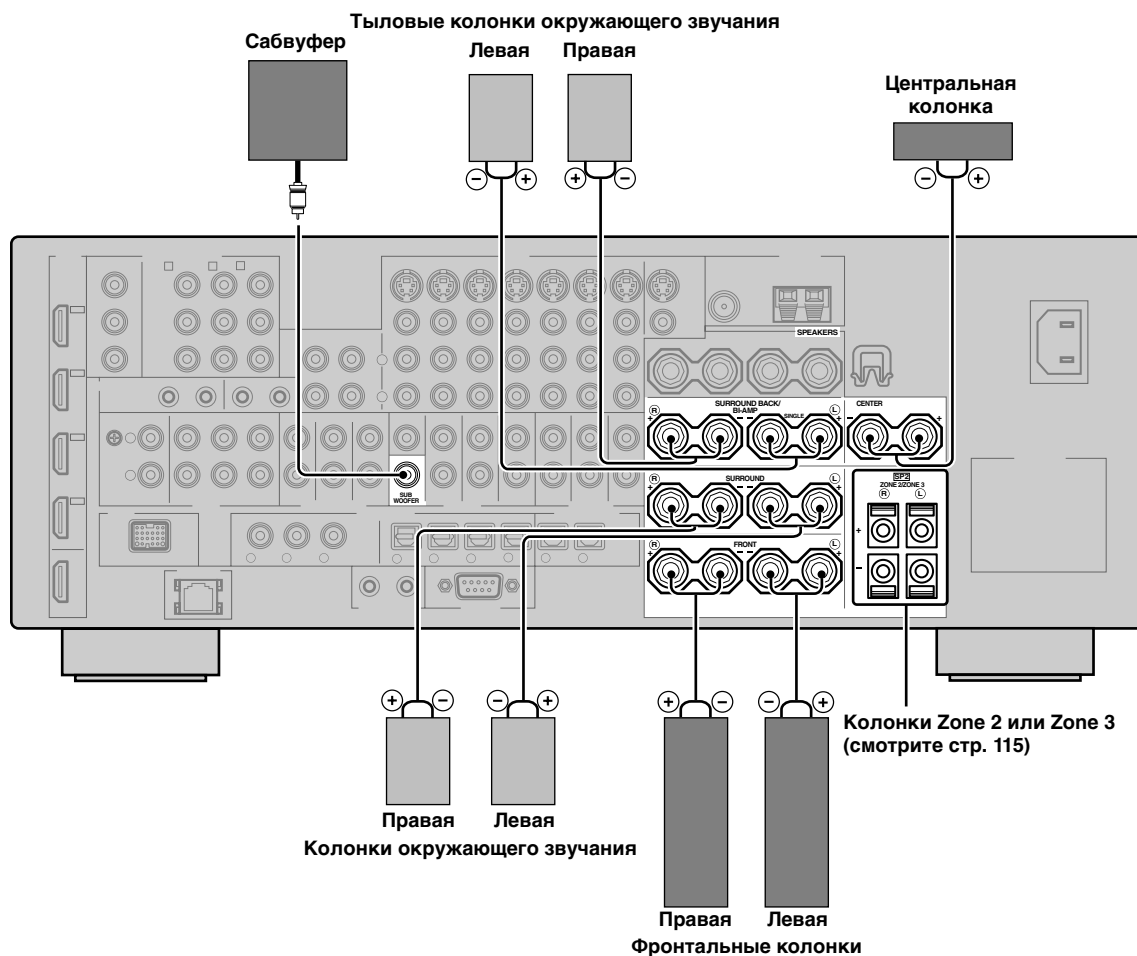 Тыловые колонки окружающего звучания
Сабвуфер
Левая Правая
Центральная
колонка
SPEAKERS
SURROUND BACK/
BI-AMP
SINGLE
CENTER
R
L
+ − − +
− +
SUB
WOOFER
SURROUND
R
L
+ − − +
SP2
ZONE 2/ZONE 3
R L
+
−
FRONT
R
L
+ − − +
Колонки Zone 2 или Zone 3
(смотрите стр. 115)
Правая Левая
Колонки окружающего звучания
Правая Левая
Фронтальные колонки